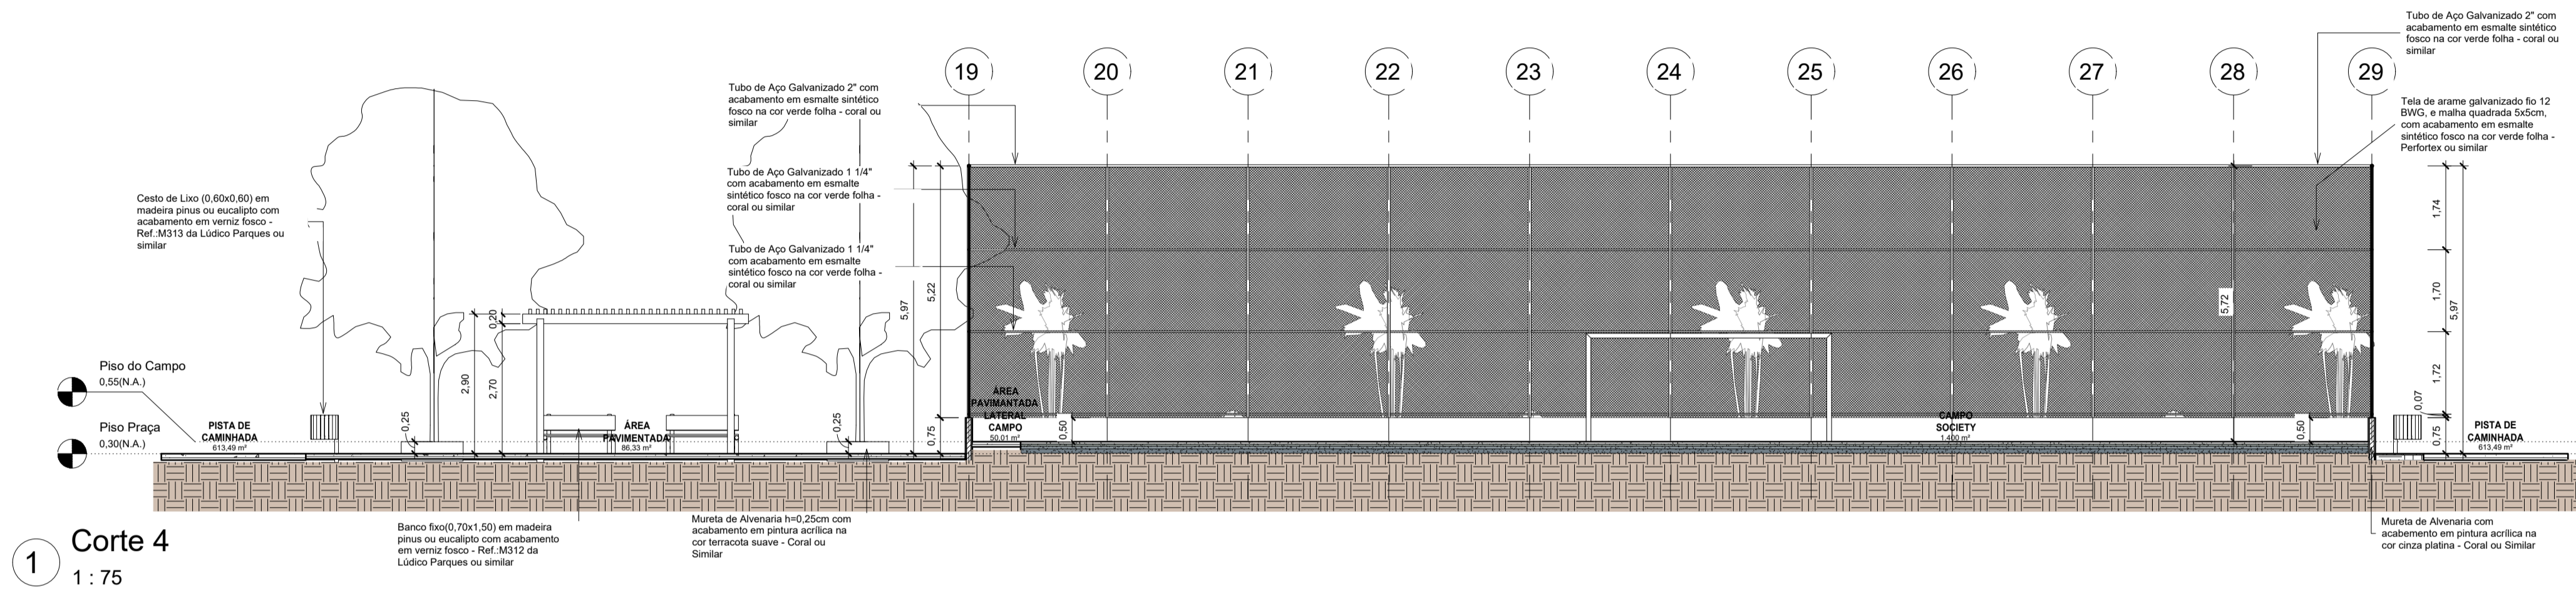 Tubo de Aço Galvanizado 2" com
acabamento em esmalte sintético
fosco na cor verde folha - coral ou
similar
19
20
21
22
23
24
25
26
27
28
29
Tubo de Aço Galvanizado 2" com
acabamento em esmalte sintético
fosco na cor verde folha - coral ou
similar
Tela de arame galvanizado fio 12
BWG, e malha quadrada 5x5cm,
com acabamento em esmalte
sintético fosco na cor verde folha -
Perfortex ou similar
Tubo de Aço Galvanizado 1 1/4"
com acabamento em esmalte
sintético fosco na cor verde folha -
coral ou similar
Cesto de Lixo (0,60x0,60) em
madeira pinus ou eucalipto com
acabamento em verniz fosco -
Ref.:M313 da Lúdico Parques ou
similar
Tubo de Aço Galvanizado 1 1/4"
com acabamento em esmalte
sintético fosco na cor verde folha -
coral ou similar
1,74
5,22
5,97
1,70
5,97
5,72
0,20
2,90
2,70
1,72
0,07
Piso do Campo
0,55(N.A.)
Piso Praça
0,30(N.A.)
PISTA DE
CAMINHADA
613,49 m²
0,25
ÁREA
PAVIMENTADA
86,33 m²
0,25
0,75
ÁREA
PAVIMANTADA
LATERAL
CAMPO
50,01 m²
0,50
CAMPO
SOCIETY
1.400 m²
0,50
0,75
PISTA DE
CAMINHADA
613,49 m²
Banco fixo(0,70x1,50) em madeira
pinus ou eucalipto com acabamento
em verniz fosco - Ref.:M312 da
Lúdico Parques ou similar
Mureta de Alvenaria h=0,25cm com
acabamento em pintura acrílica na
cor terracota suave - Coral ou
Similar
Mureta de Alvenaria com
acabemento em pintura acrílica na
cor cinza platina - Coral ou Similar
1
Corte 4
1 : 75